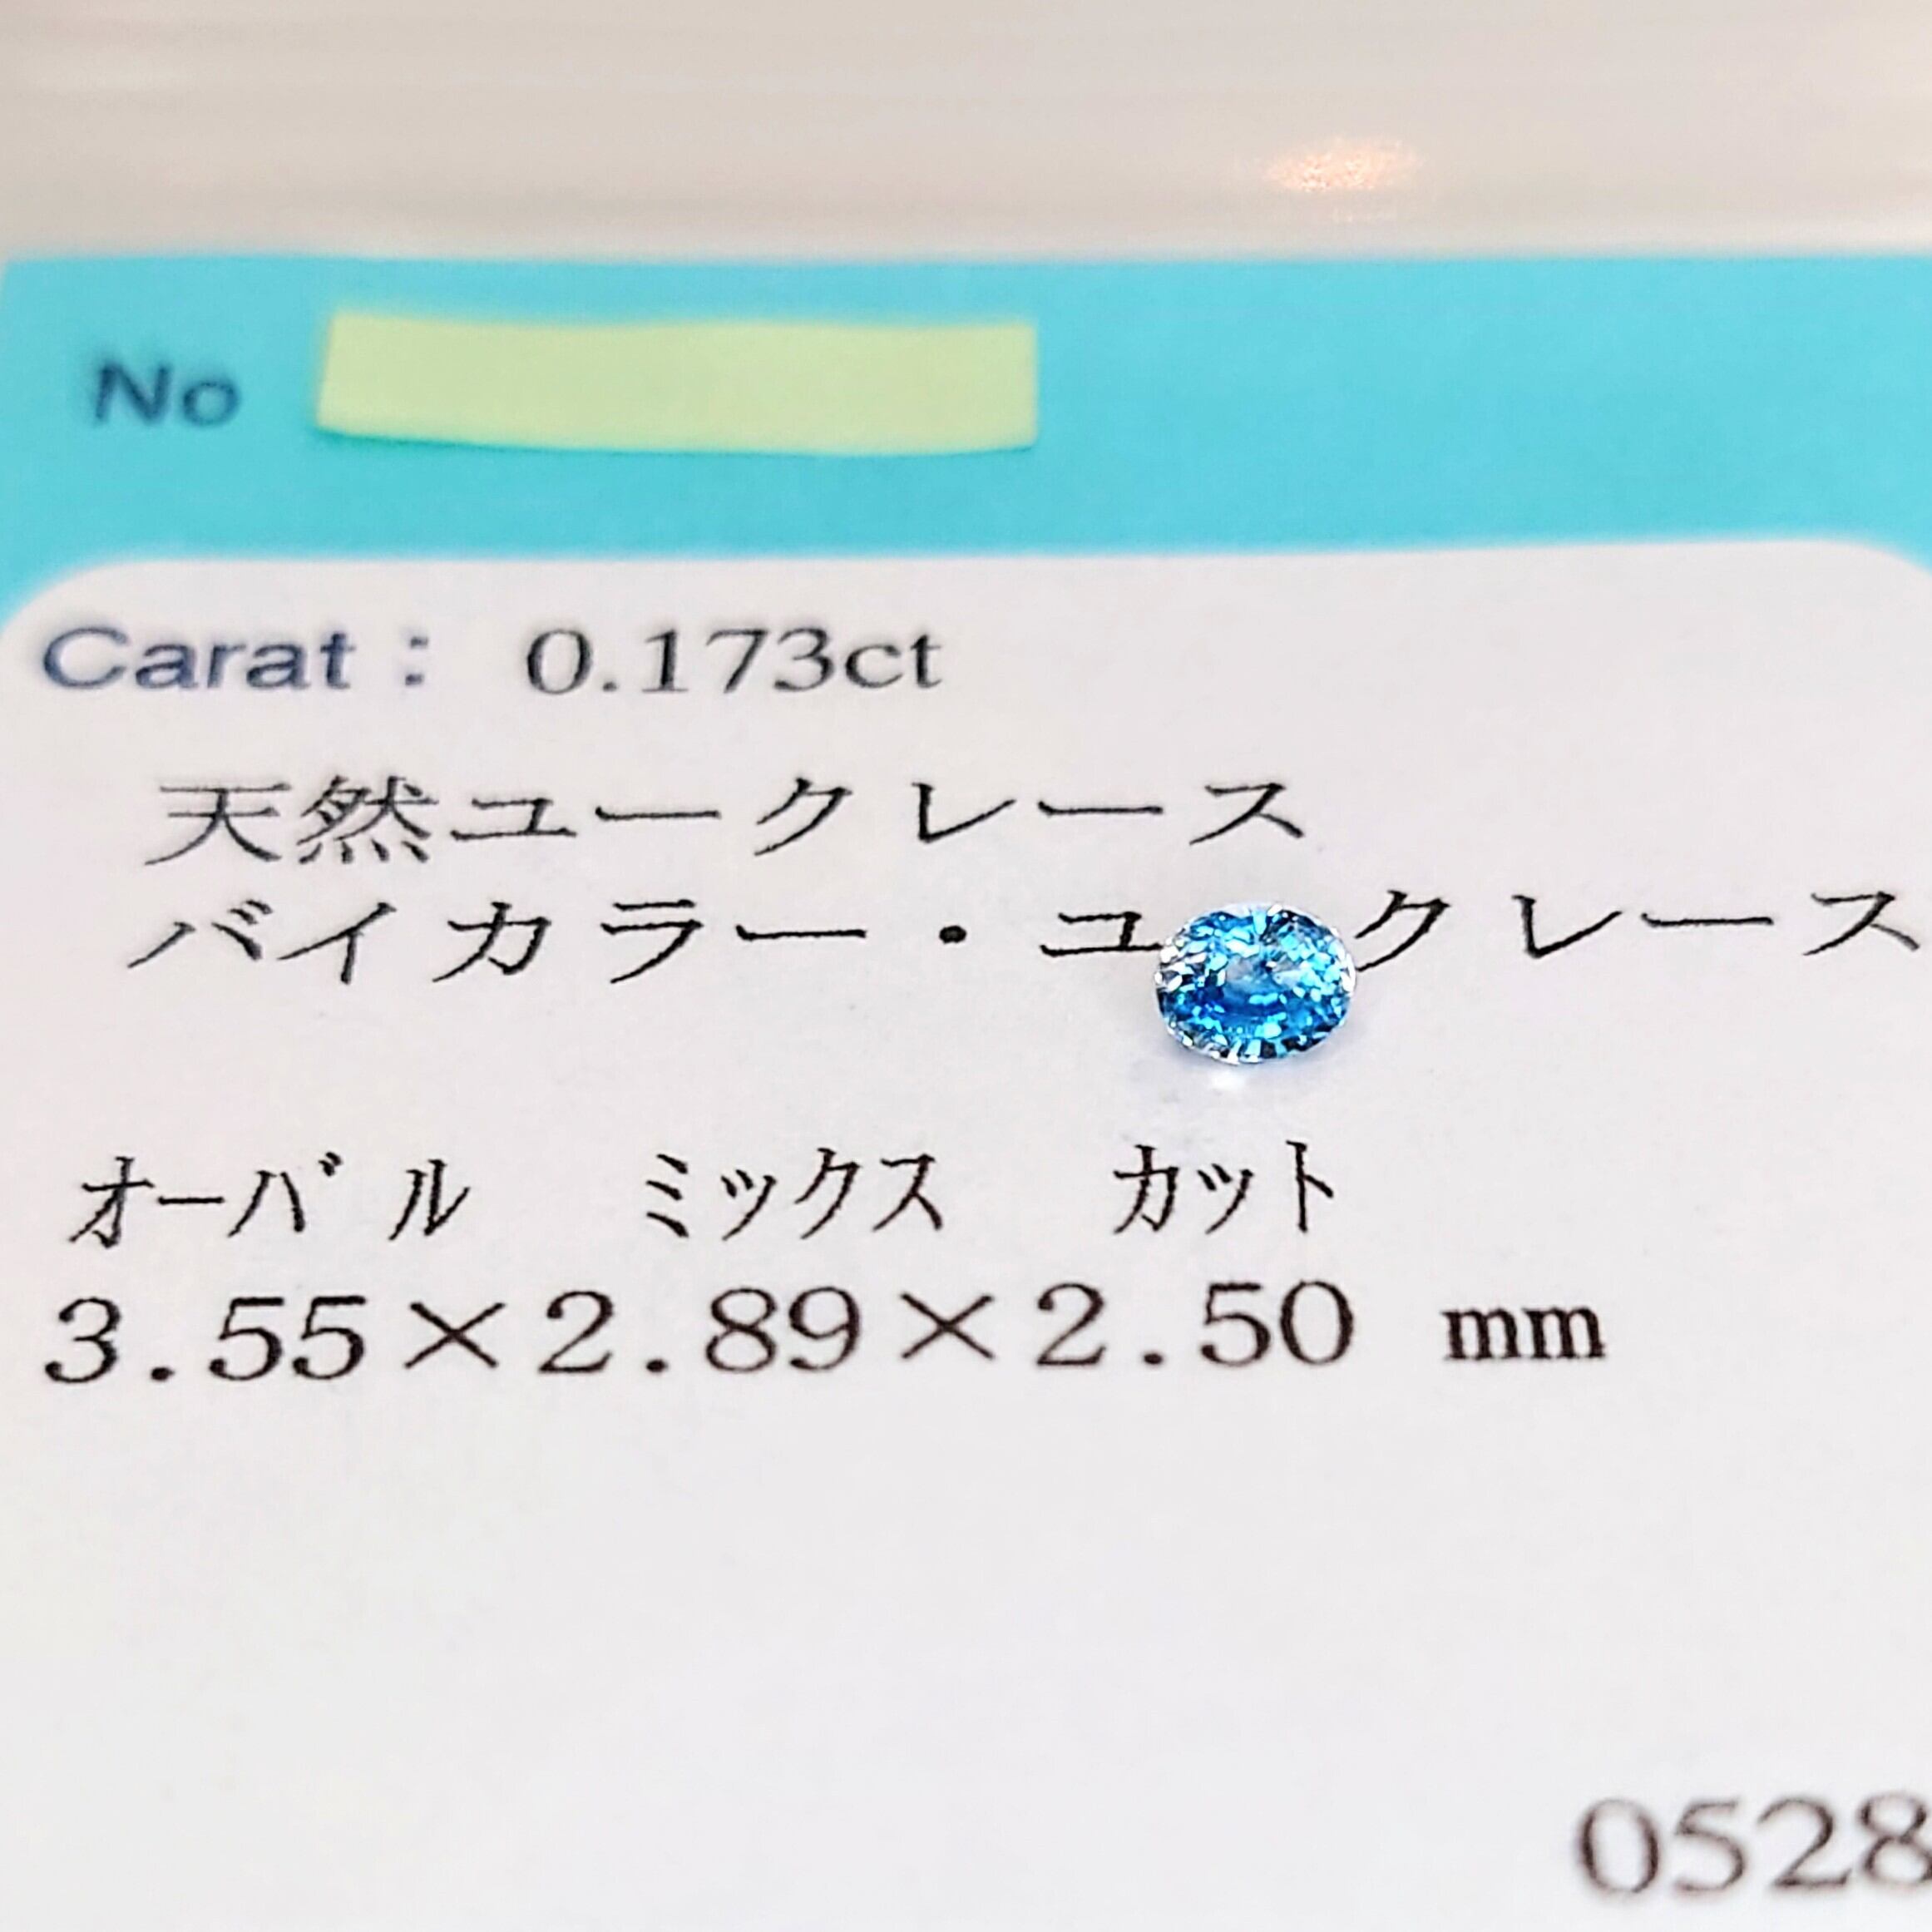 No
Carat : 0.173ct
天然ユークレース
バイカラー・ユークレース
オーバル ミックス カット
3.55×2.89×2.50 mm
0528